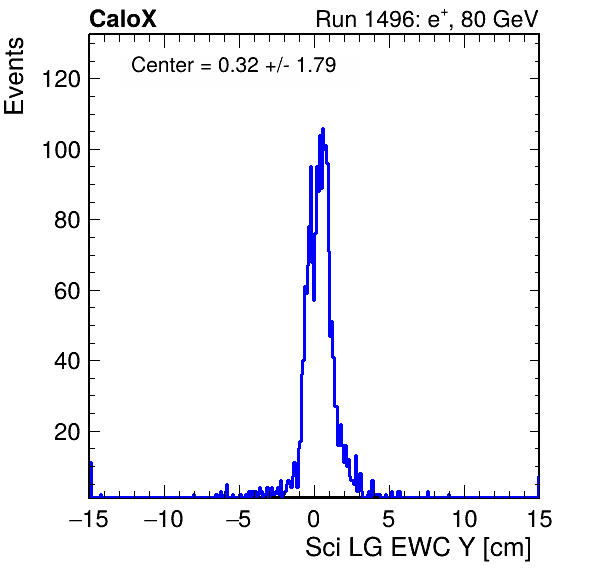 CaloX
Run 1496: e⁺, 80 GeV
Events
Center = 0.32 +/- 1.79
120
100
80
60
40
20
−15 −10 −5 0 5 10 15
Sci LG EWC Y [cm]